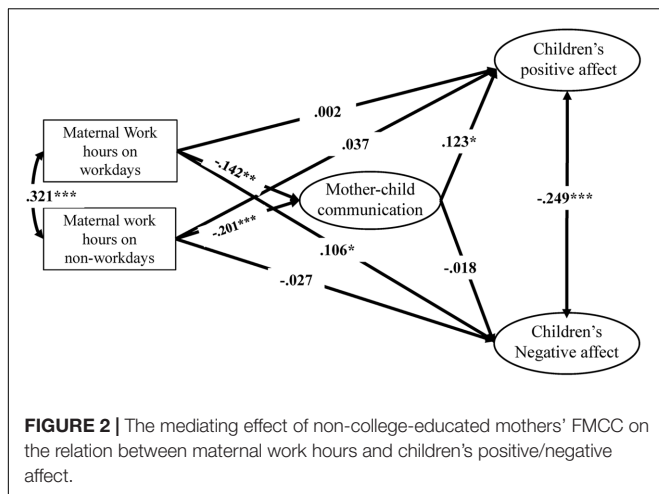 Children's
positive affect
.002
Maternal Work
hours on
workdays
.037
.123*
-.142**
.321***
Mother-child
communication
-.249***
-.201***
Maternal work
hours on
non-workdays
.106*
-.018
-.027
Children's
Negative affect
FIGURE 2 | The mediating effect of non-college-educated mothers' FMCC on
the relation between maternal work hours and children's positive/negative
affect.